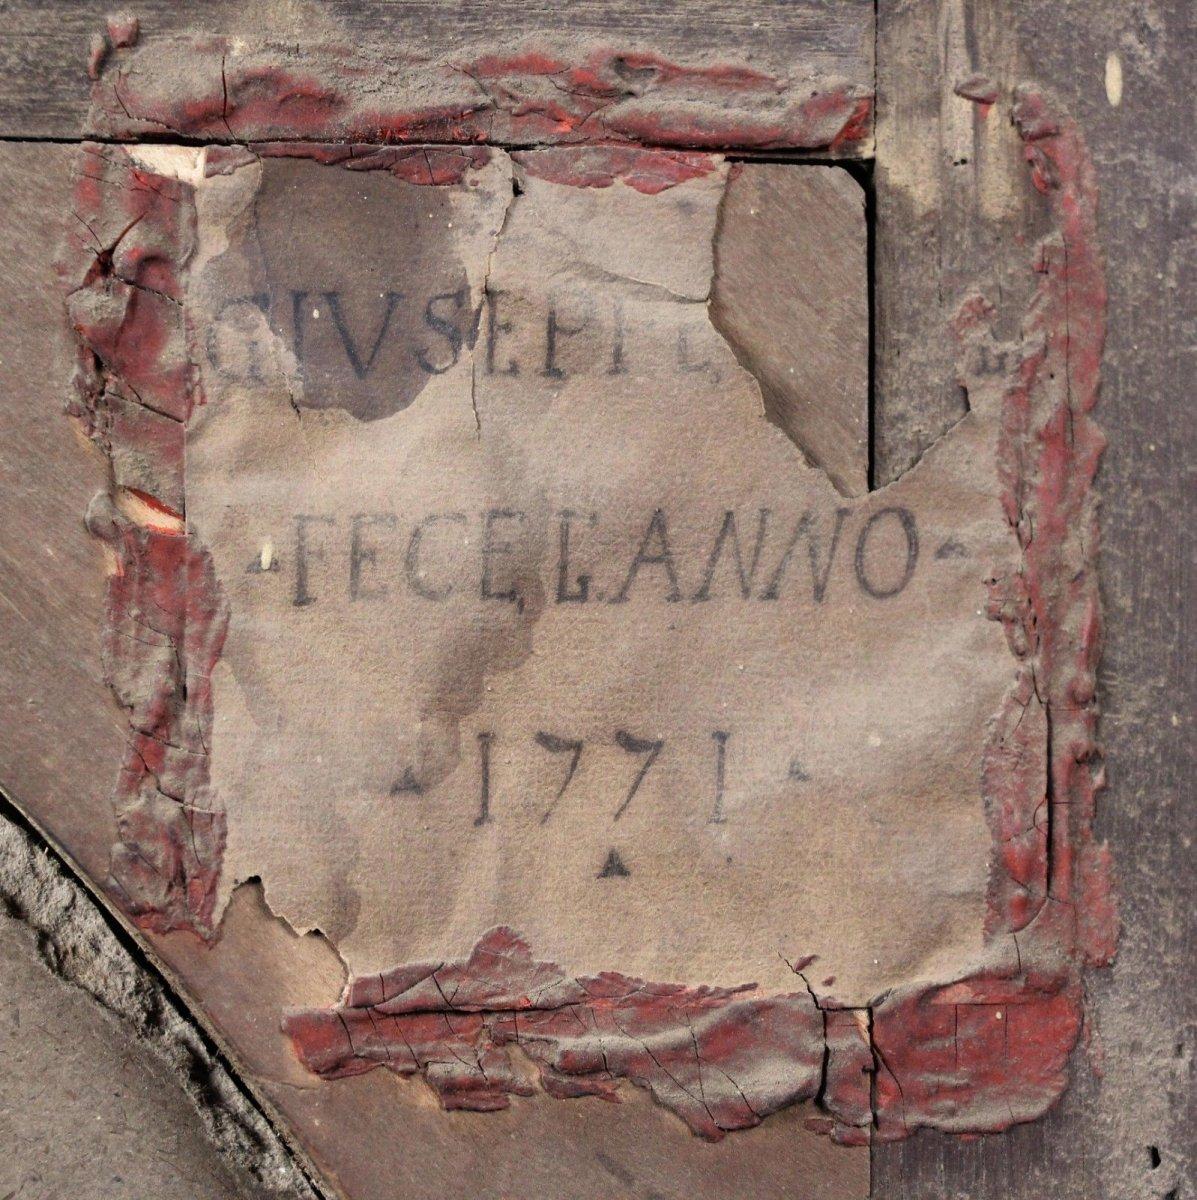 GIVSEPPE
FECE L'ANNO
1771